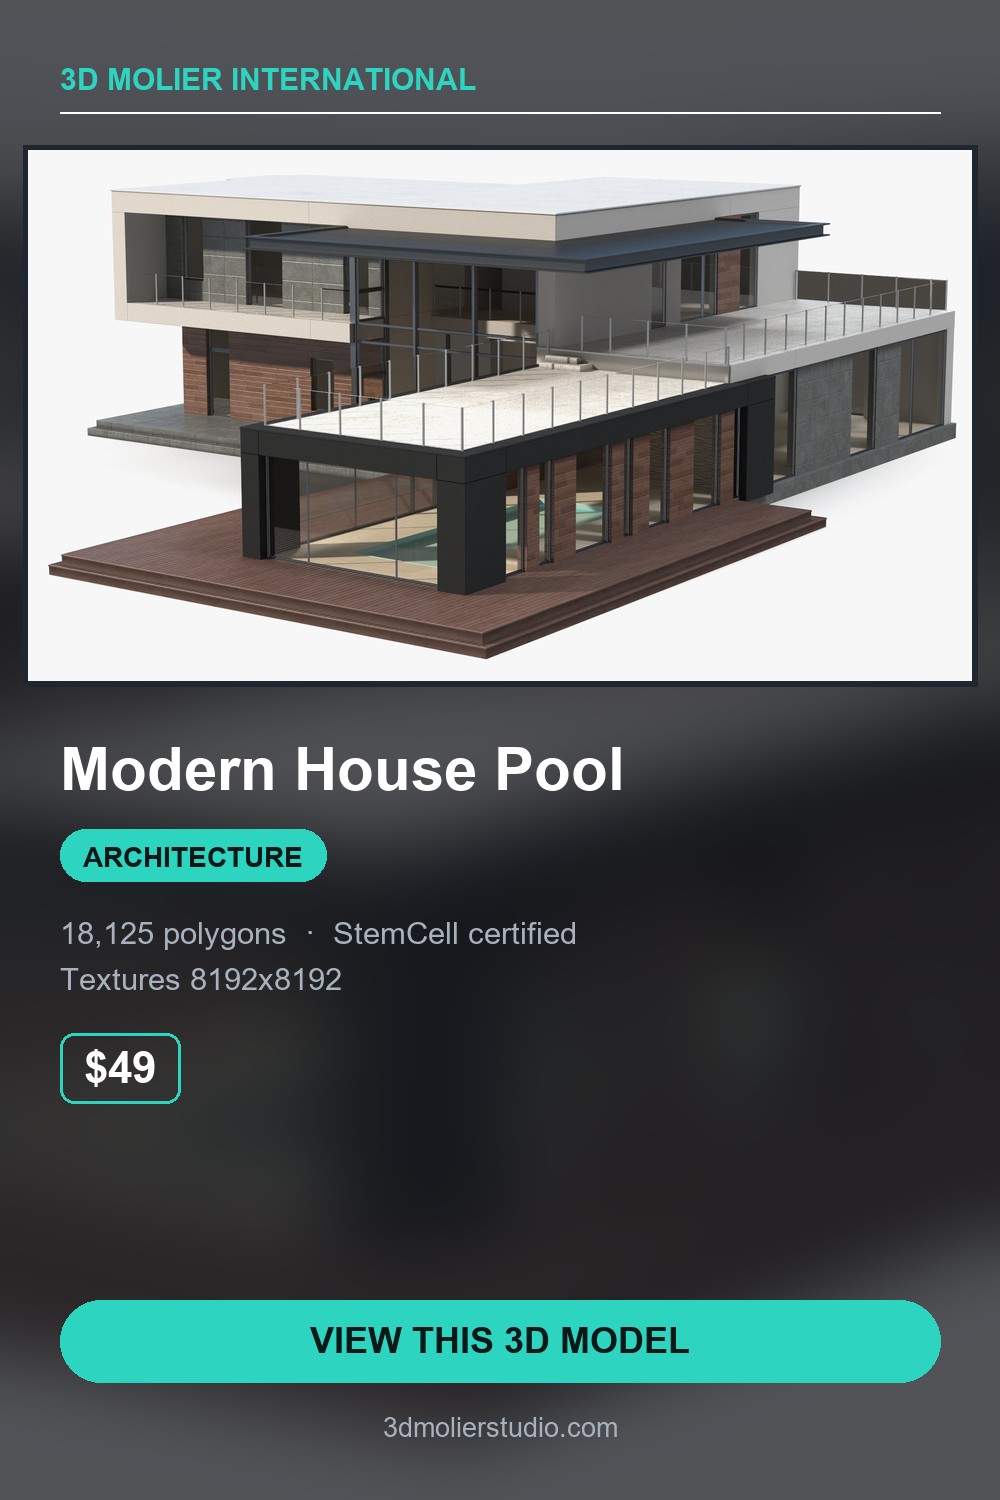 3D MOLIER INTERNATIONAL
Modern House Pool
ARCHITECTURE
18,125 polygons · StemCell certified
Textures 8192x8192
$49
VIEW THIS 3D MODEL
3dmolierstudio.com